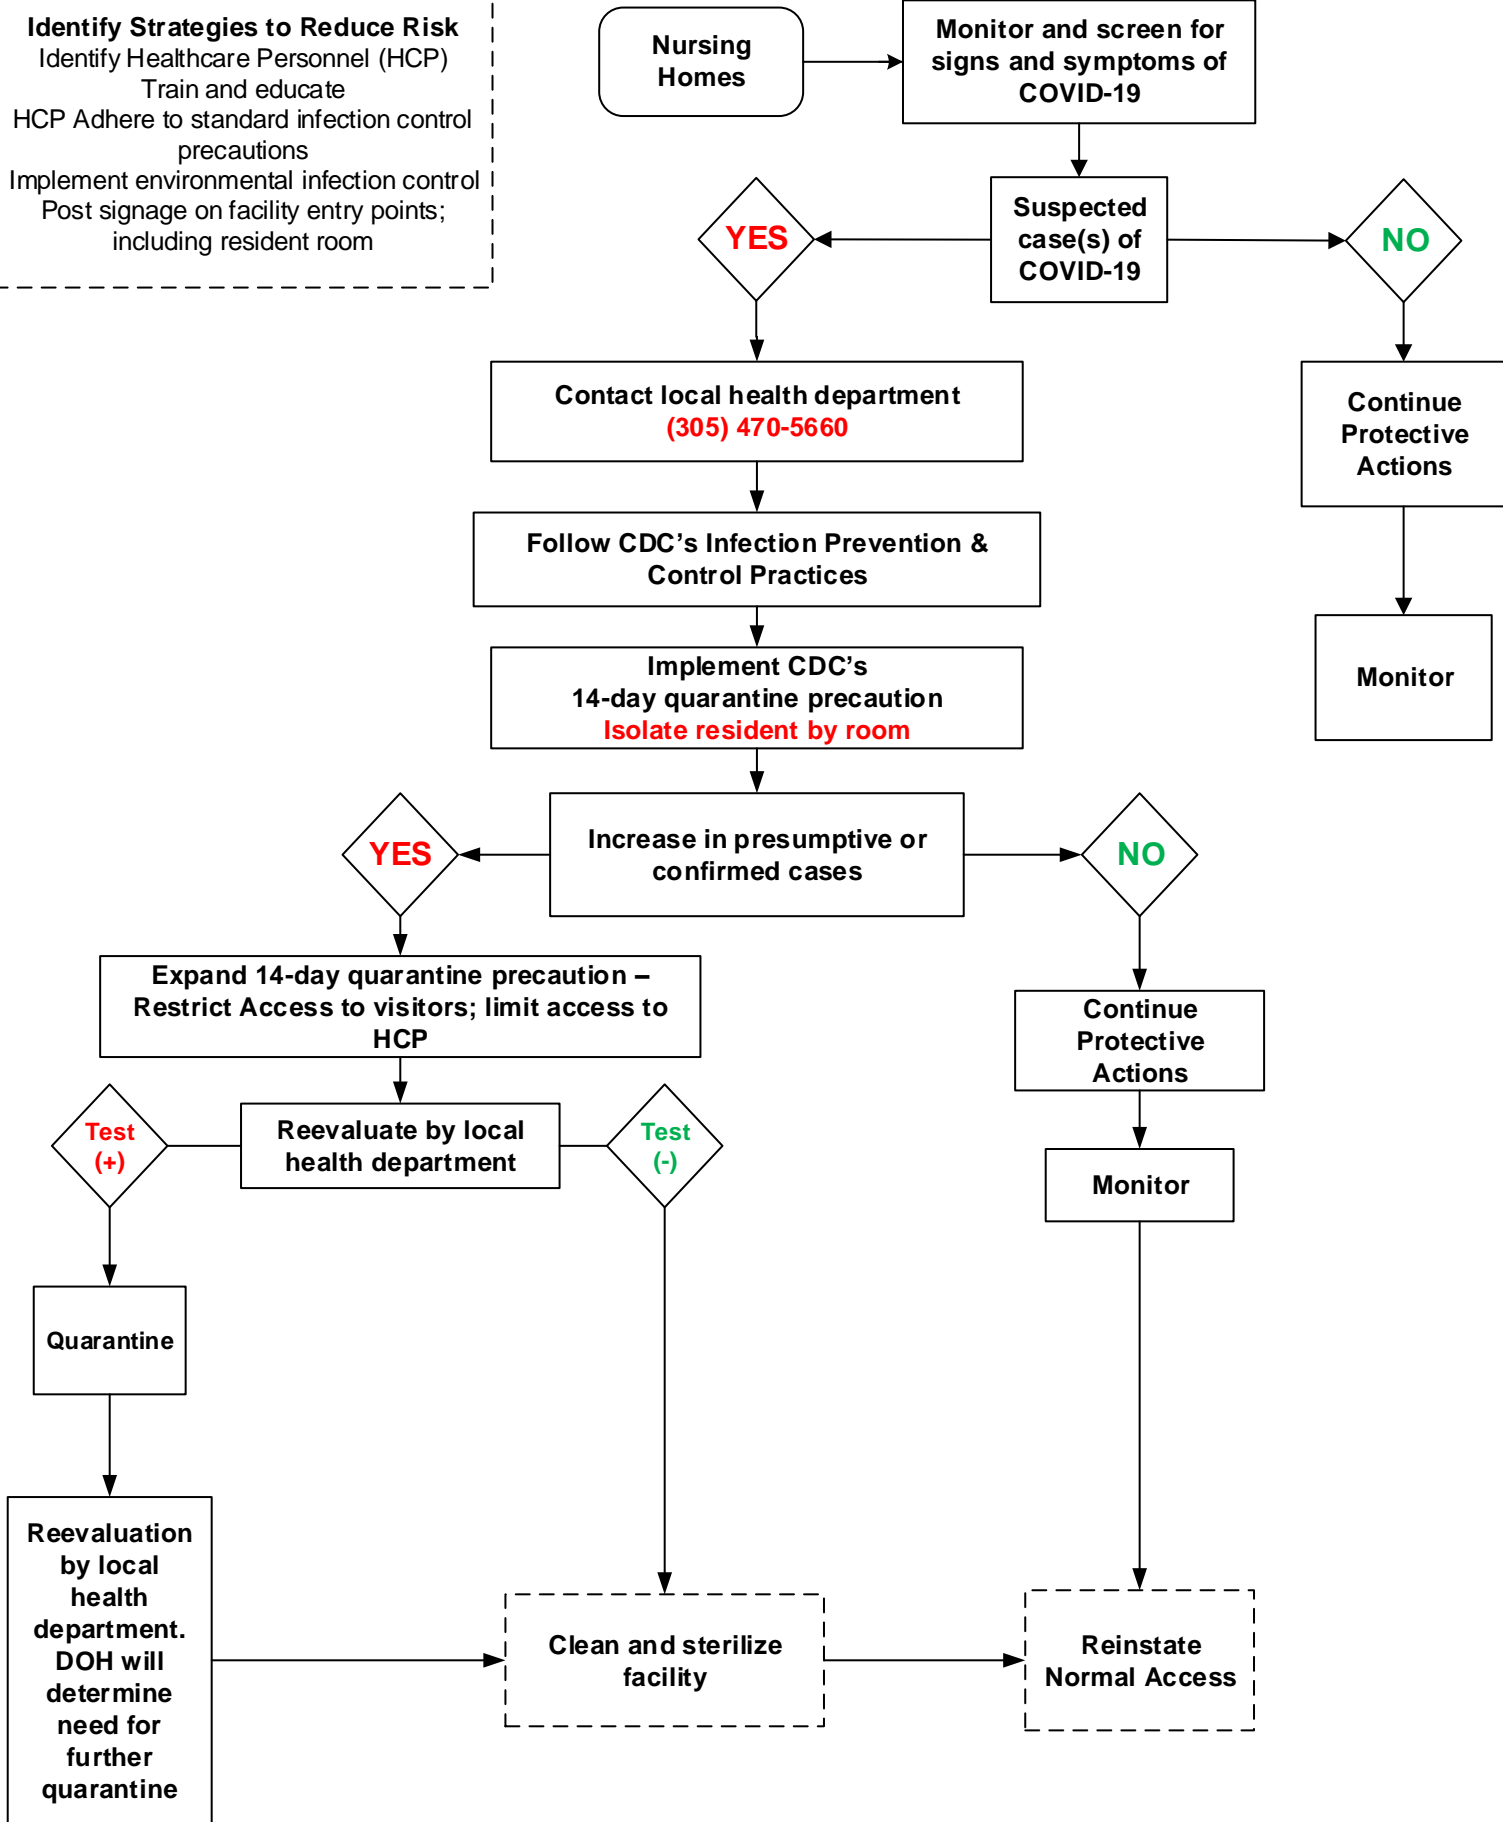 Identify Strategies to Reduce Risk
Identify Healthcare Personnel (HCP)
Train and educate
HCP Adhere to standard infection control
precautions
Implement environmental infection control
Post signage on facility entry points;
including resident room
Nursing
Homes
Monitor and screen for
signs and symptoms of
COVID-19
Suspected
case(s) of
COVID-19
YES
NO
Contact local health department
(305) 470-5660
Continue
Protective
Actions
Follow CDC’s Infection Prevention &
Control Practices
Monitor
Implement CDC’s
14-day quarantine precaution
Isolate resident by room
Increase in presumptive or
confirmed cases
YES
NO
Expand 14-day quarantine precaution –
Restrict Access to visitors; limit access to
HCP
Continue
Protective
Actions
Test
(+)
Reevaluate by local
health department
Test
(-)
Monitor
Quarantine
Reevaluation
by local
health
department.
DOH will
determine
need for
further
quarantine
Clean and sterilize
facility
Reinstate
Normal Access